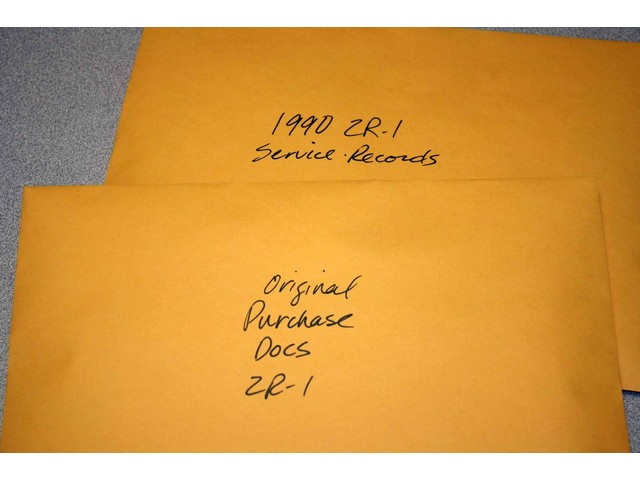 1990 ZR-1
Service Records
Original
Purchase
Docs
ZR-1